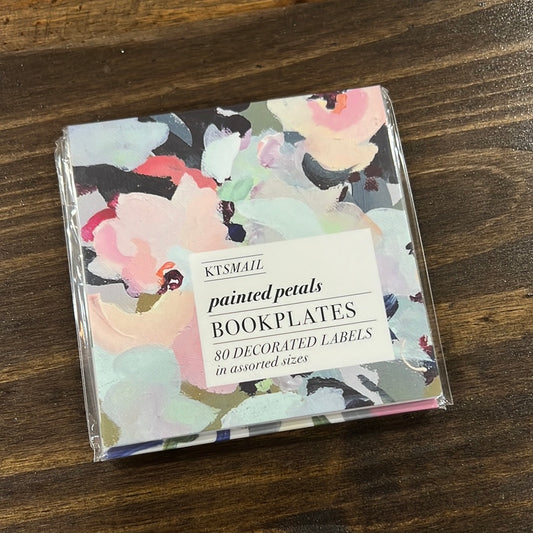 KTSMAIL
painted petals
BOOKPLATES
80 DECORATED LABELS
in assorted sizes